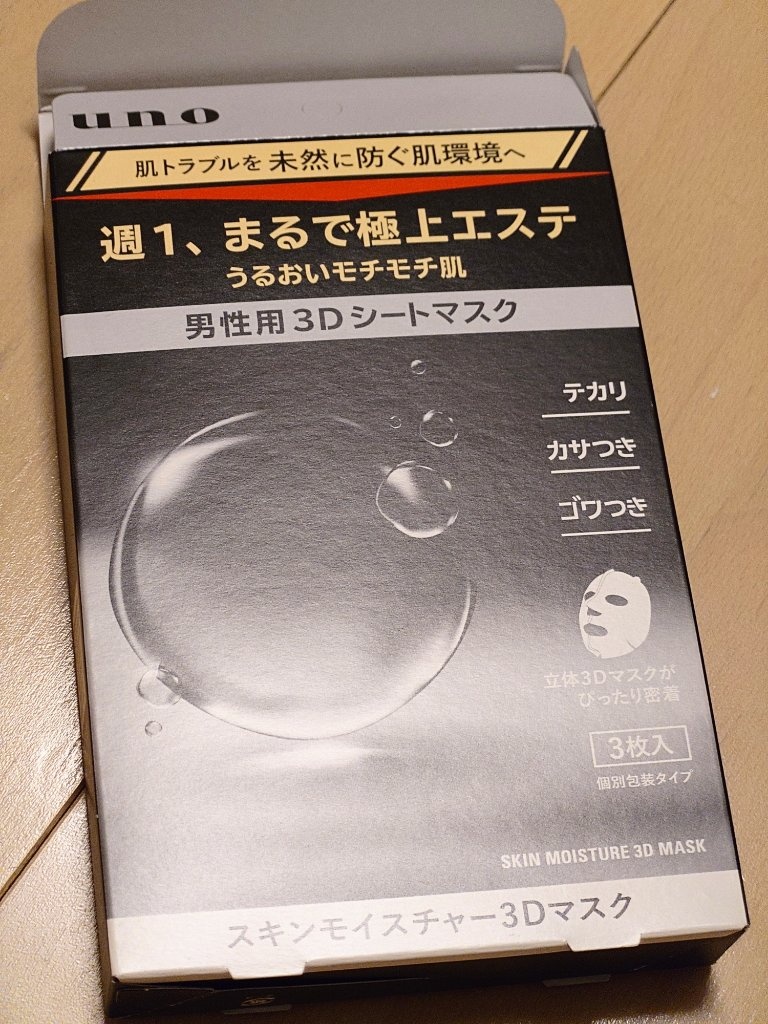 uno
肌トラブルを 未然に防ぐ肌環境へ
週1、まるで極上エステ
うるおいモチモチ肌
男性用3Dシートマスク
テカリ
カサつき
ゴワつき
立体3Dマスクが
ぴったり密着
3枚入
個別包装タイプ
SKIN MOISTURE 3D MASK
スキンモイスチャー3Dマスク